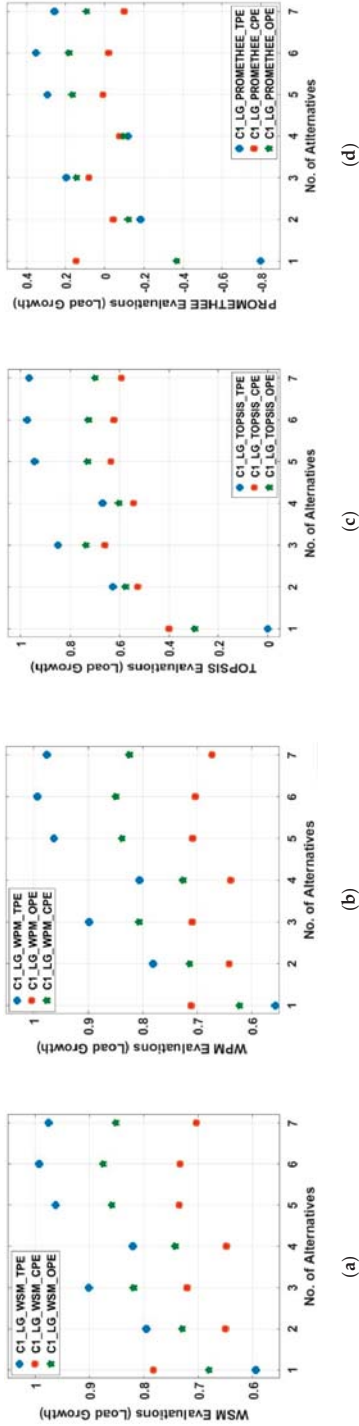 1
0.9
0.8
0.7
0.6
WSM Evaluations (Load Growth)
C1_LG_WSM_TPE
C1_LG_WSM_CPE
C1_LG_WSM_OPE
1 2 3 4 5 6 7
No. of Alternatives
(a)
1
0.9
0.8
0.7
0.6
WPM Evaluations (Load Growth)
C1_LG_WPM_TPE
C1_LG_WPM_OPE
C1_LG_WPM_CPE
1 2 3 4 5 6 7
No. of Alternatives
(b)
1
0.8
0.6
0.4
0.2
0
TOPSIS Evaluations (Load Growth)
C1_LG_TOPSIS_TPE
C1_LG_TOPSIS_CPE
C1_LG_TOPSIS_OPE
1 2 3 4 5 6 7
No. of Alternatives
(c)
0.4
0.2
0
-0.2
-0.4
-0.6
-0.8
PROMETHEE Evaluations (Load Growth)
C1_LG_PROMETHEE_TPE
C1_LG_PROMETHEE_CPE
C1_LG_PROMETHEE_OPE
1 2 3 4 5 6 7
No. of Atlternatives
(d)